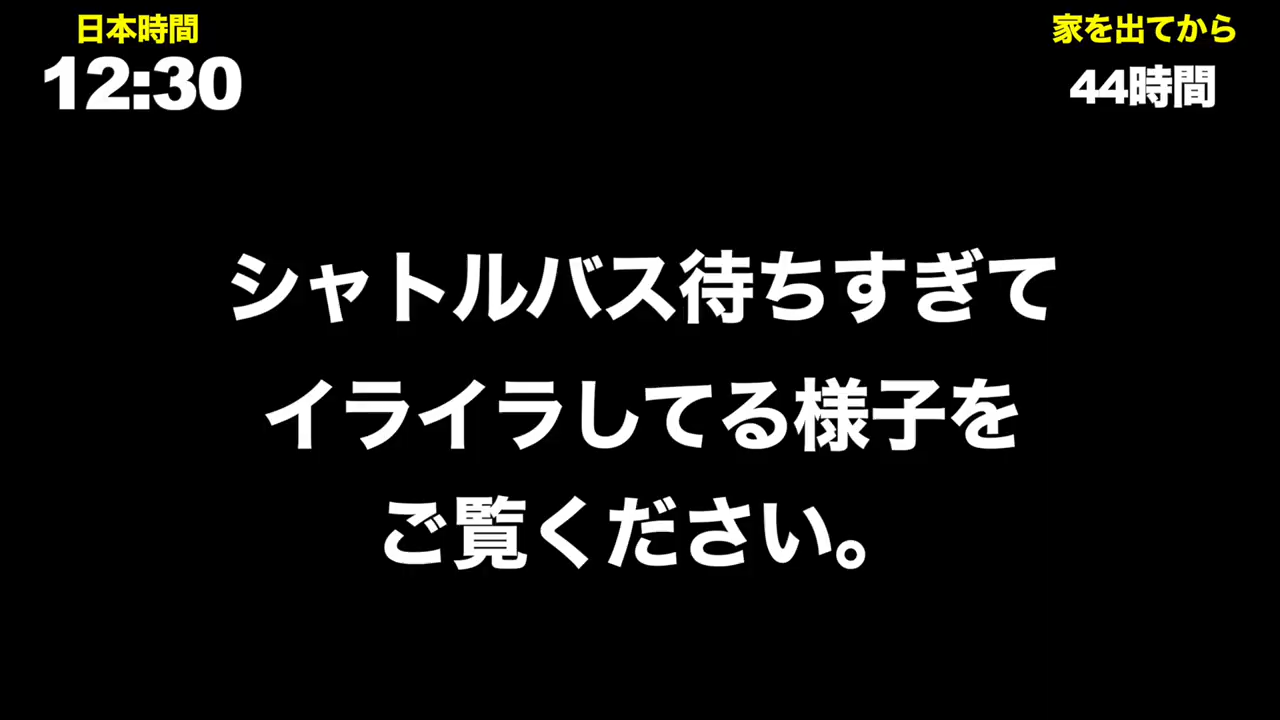 日本時間
12:30
家を出てから
44時間
シャトルバス待ちすぎて
イライラしてる様子を
ご覧ください。